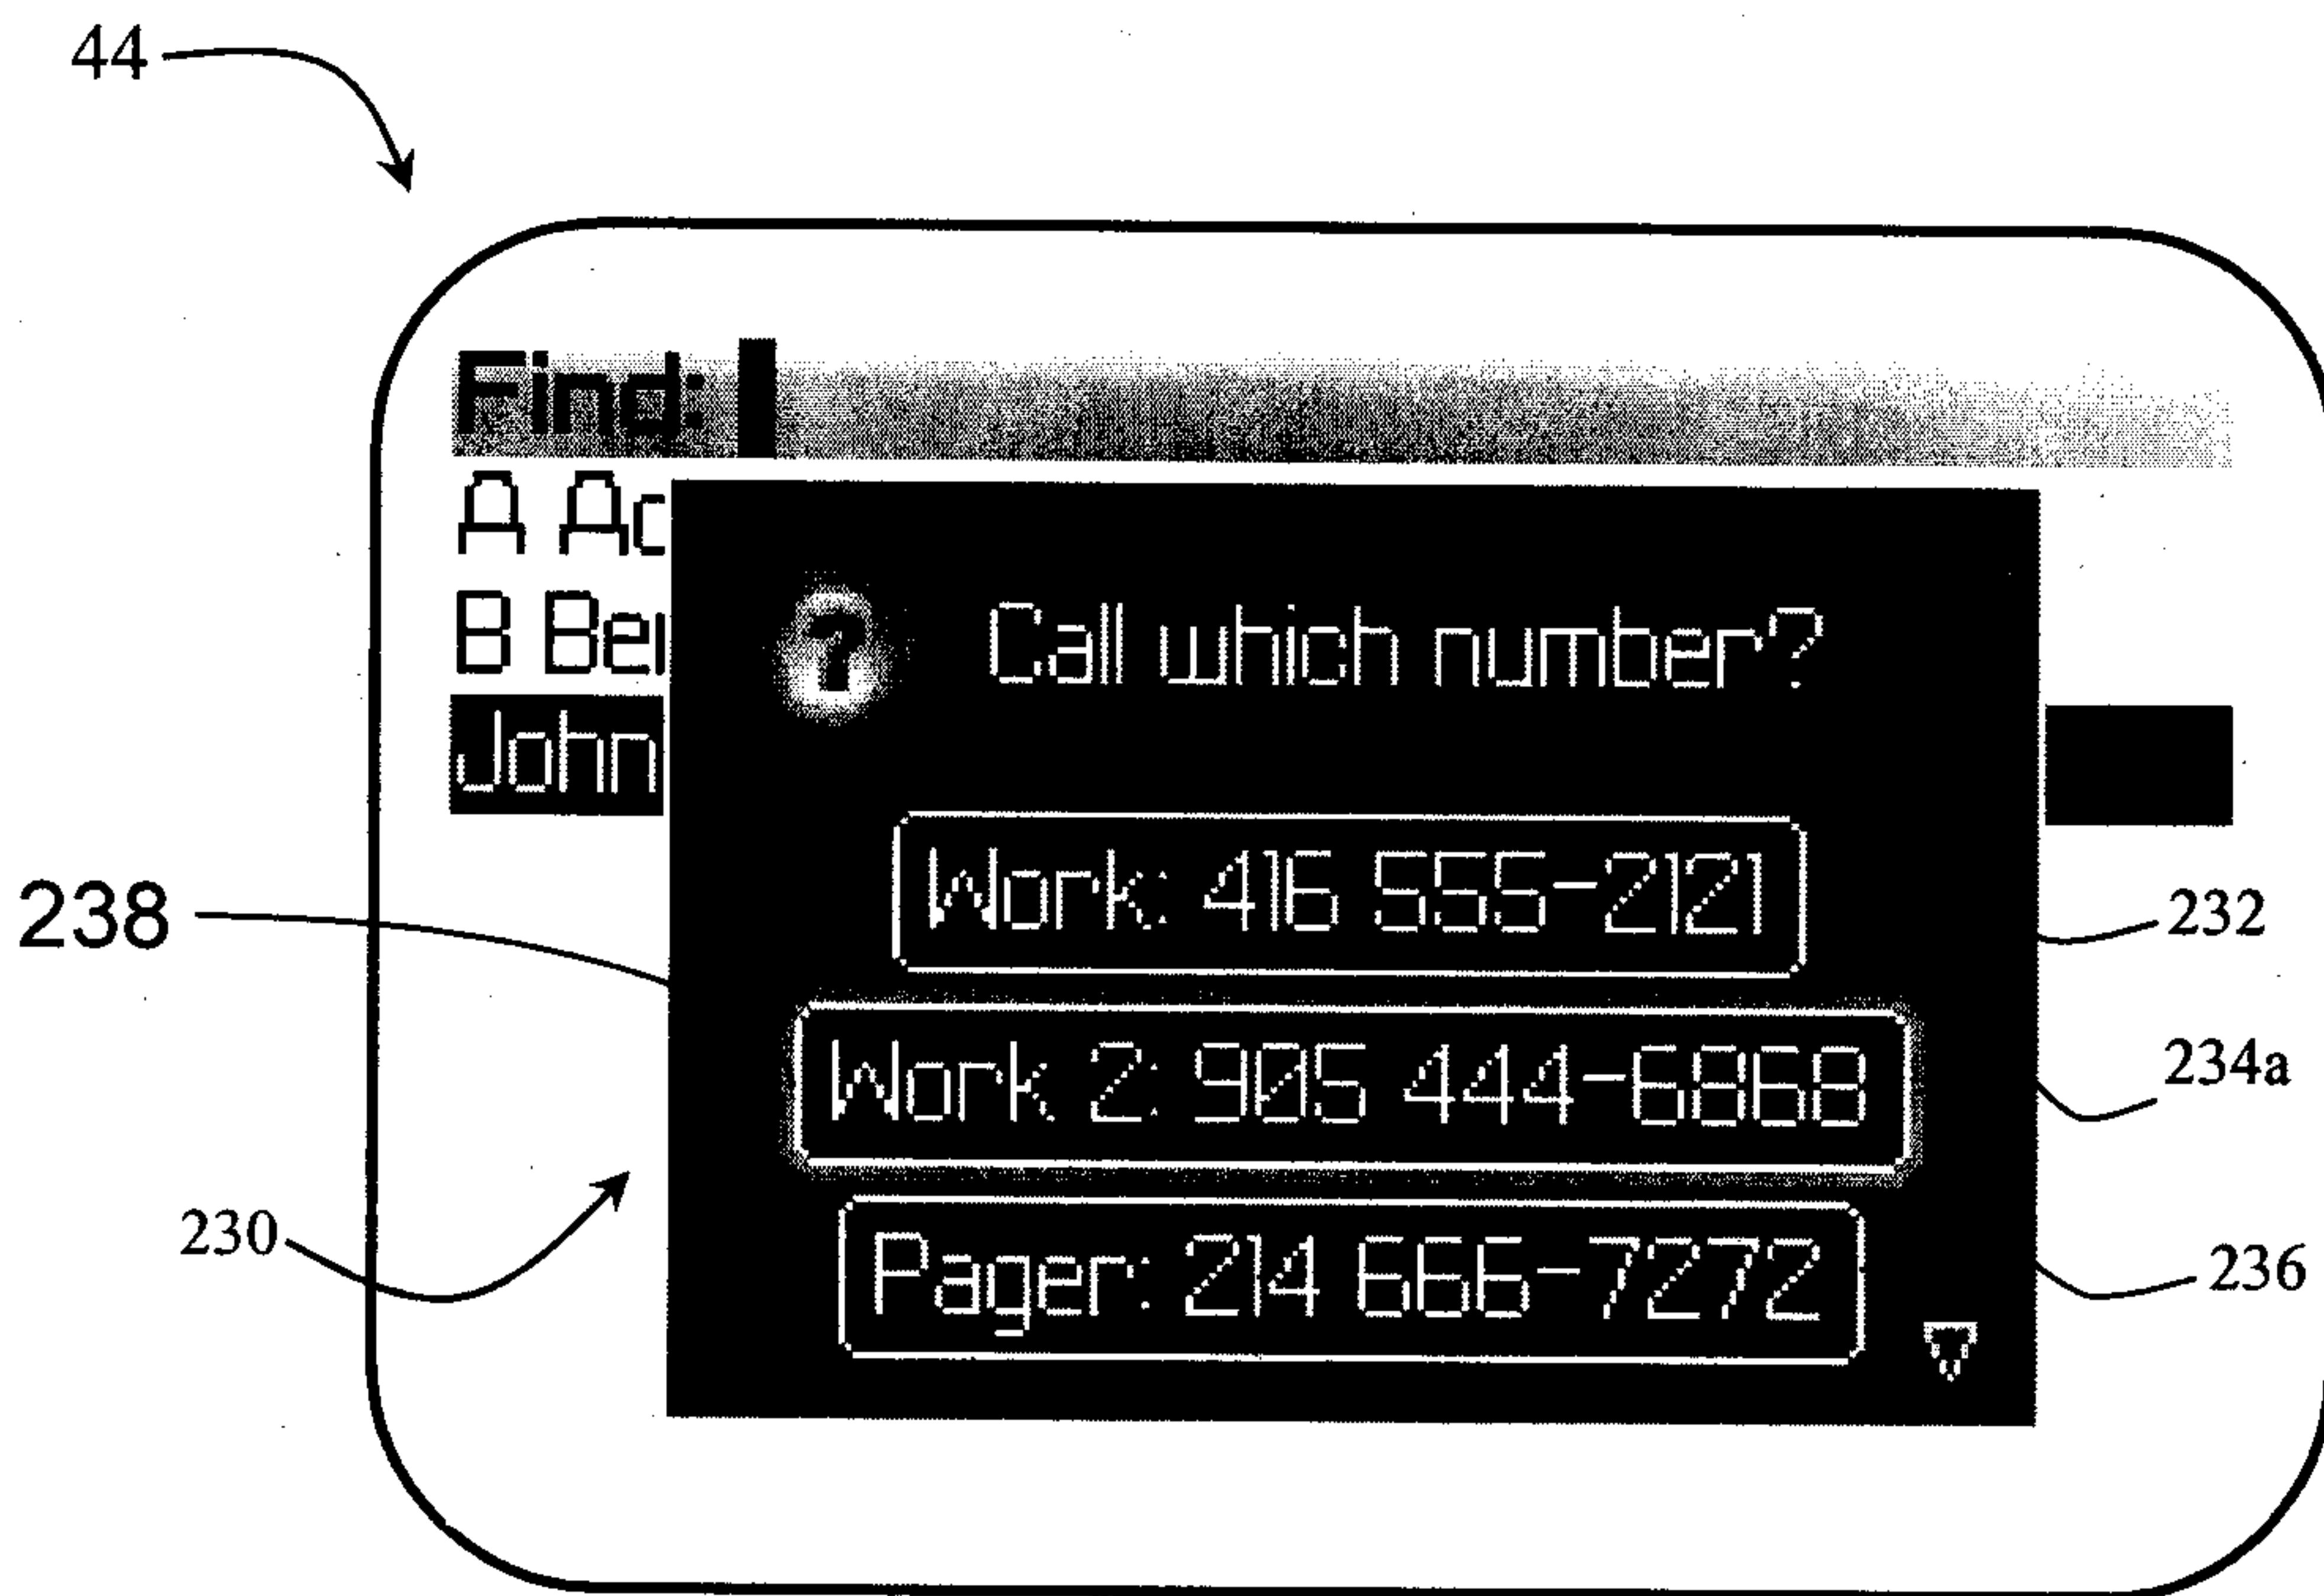 44
Find:
A Ac
B Be
Call which number?
John
Work: 416 555-2121
238
232
Work 2: 905 444-6868
234a
230
Pager: 214 666-7272
236